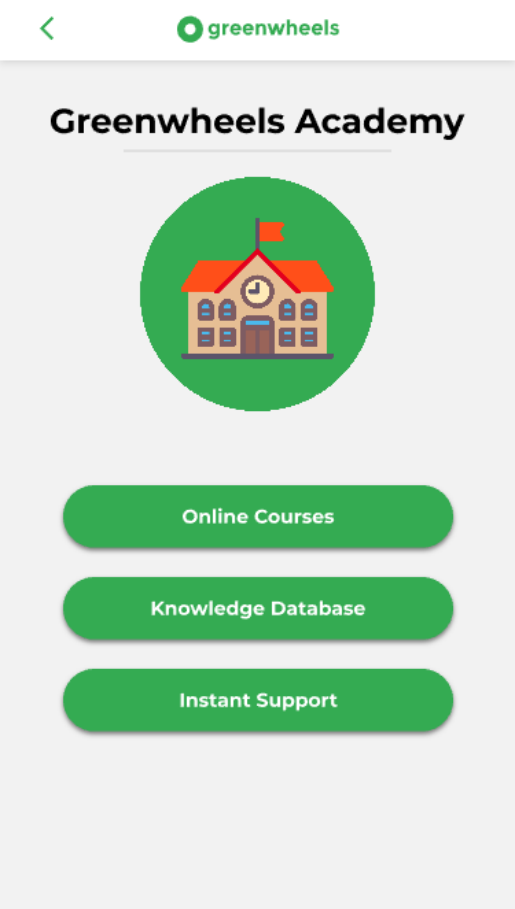 greenwheels
Greenwheels Academy
Online Courses
Knowledge Database
Instant Support